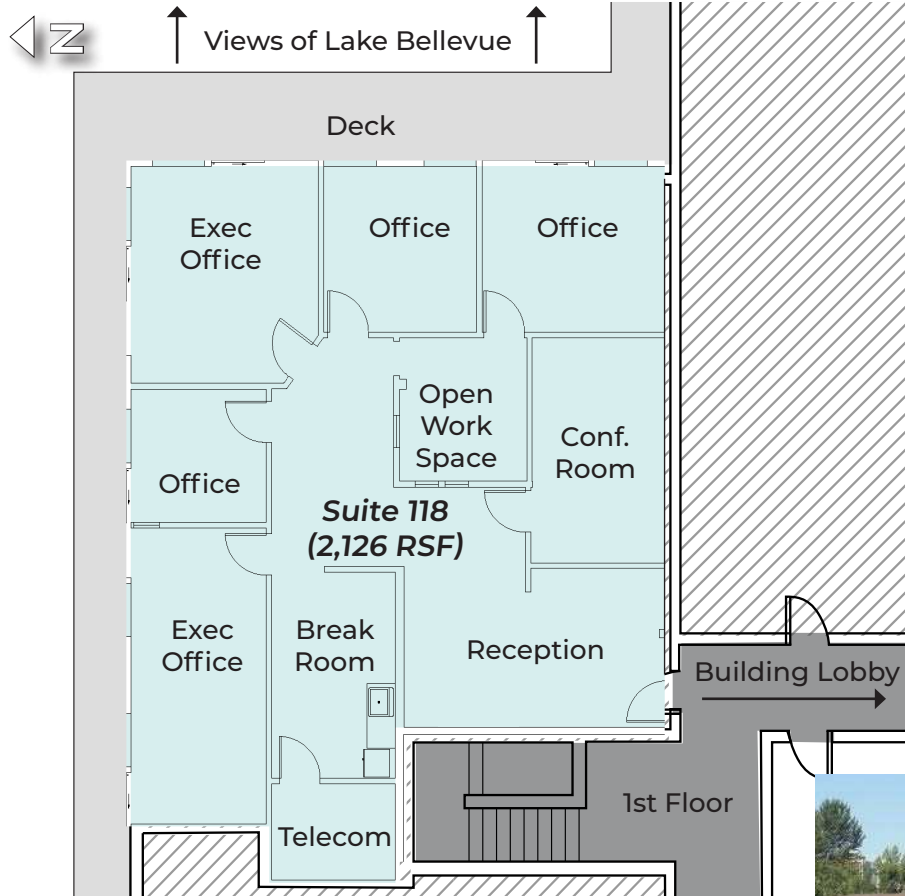 N
Views of Lake Bellevue
Deck
Exec
Office
Office
Office
Open
Work
Space
Conf.
Room
Office
Suite 118
(2,126 RSF)
Exec
Office
Break
Room
Reception
Building Lobby
1st Floor
Telecom